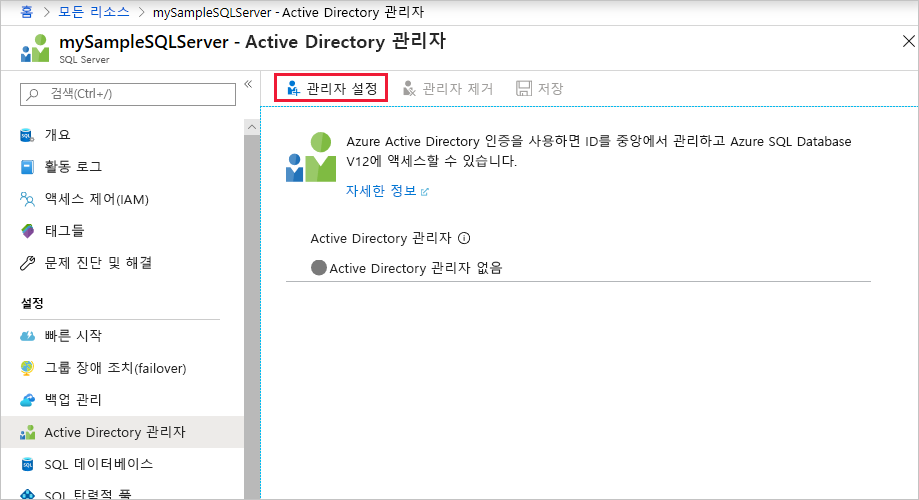 홈 > 모든 리소스 > mySampleSQLServer - Active Directory 관리자
mySampleSQLServer - Active Directory 관리자
SQL Server
검색(Ctrl+/)
관리자 설정
관리자 제거
저장
개요
활동 로그
액세스 제어(IAM)
태그들
문제 진단 및 해결
설정
빠른 시작
그룹 장애 조치(failover)
백업 관리
Active Directory 관리자
SQL 데이터베이스
SQL 탄력적 풀
Azure Active Directory 인증을 사용하면 ID를 중앙에서 관리하고 Azure SQL Database
V12에 액세스할 수 있습니다.
자세한 정보
Active Directory 관리자
Active Directory 관리자 없음